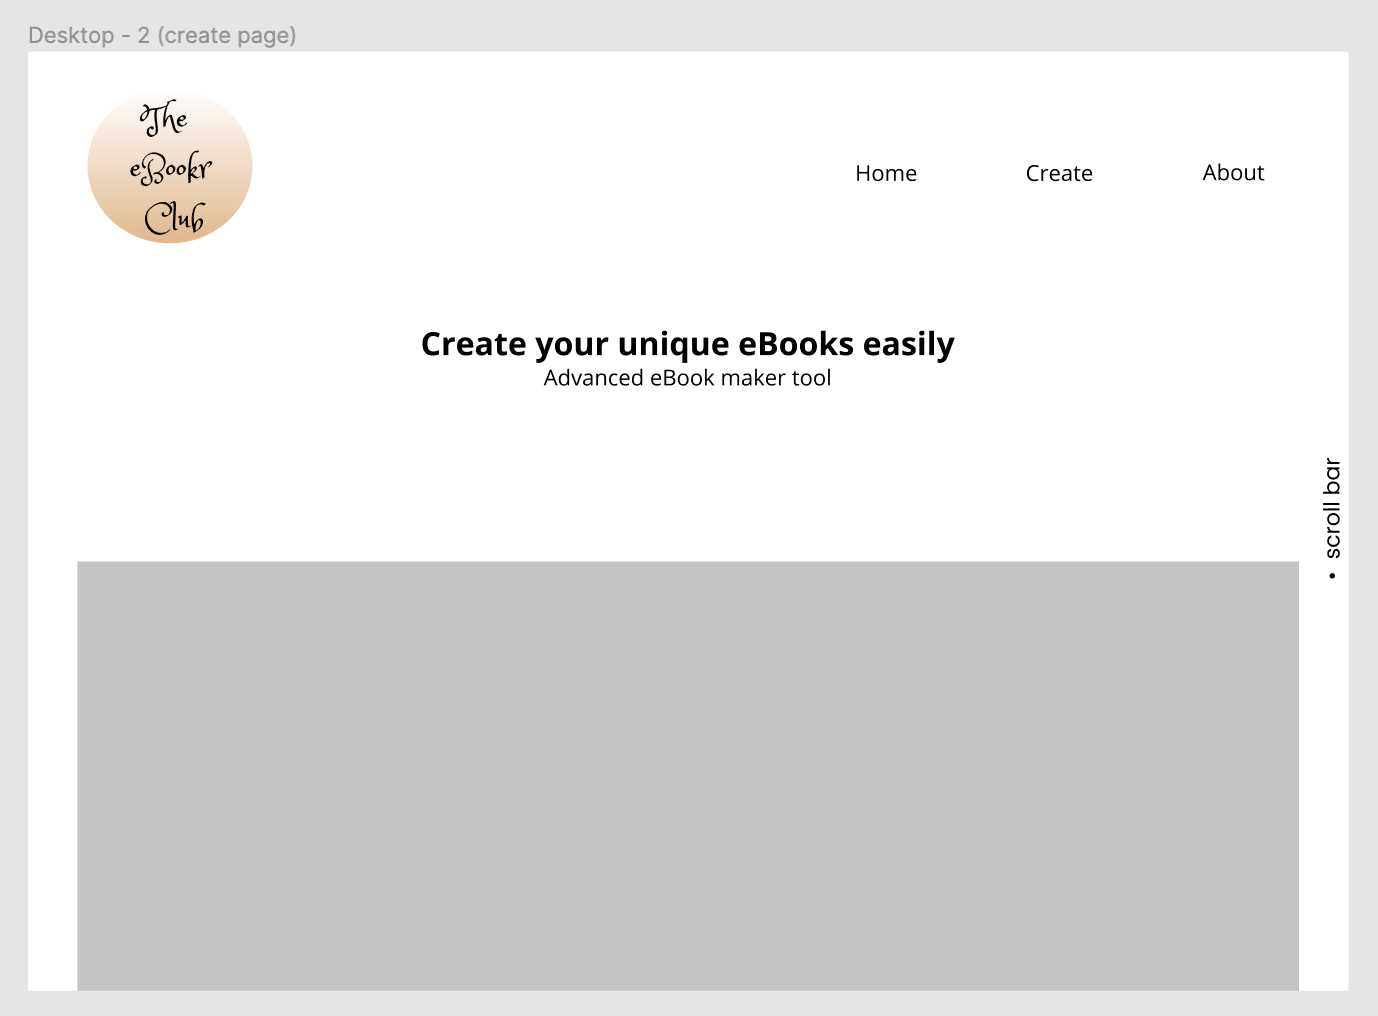 Desktop - 2 (create page)
The
eBookr
Club
Home
Create
About
Create your unique eBooks easily
Advanced eBook maker tool
• scroll bar